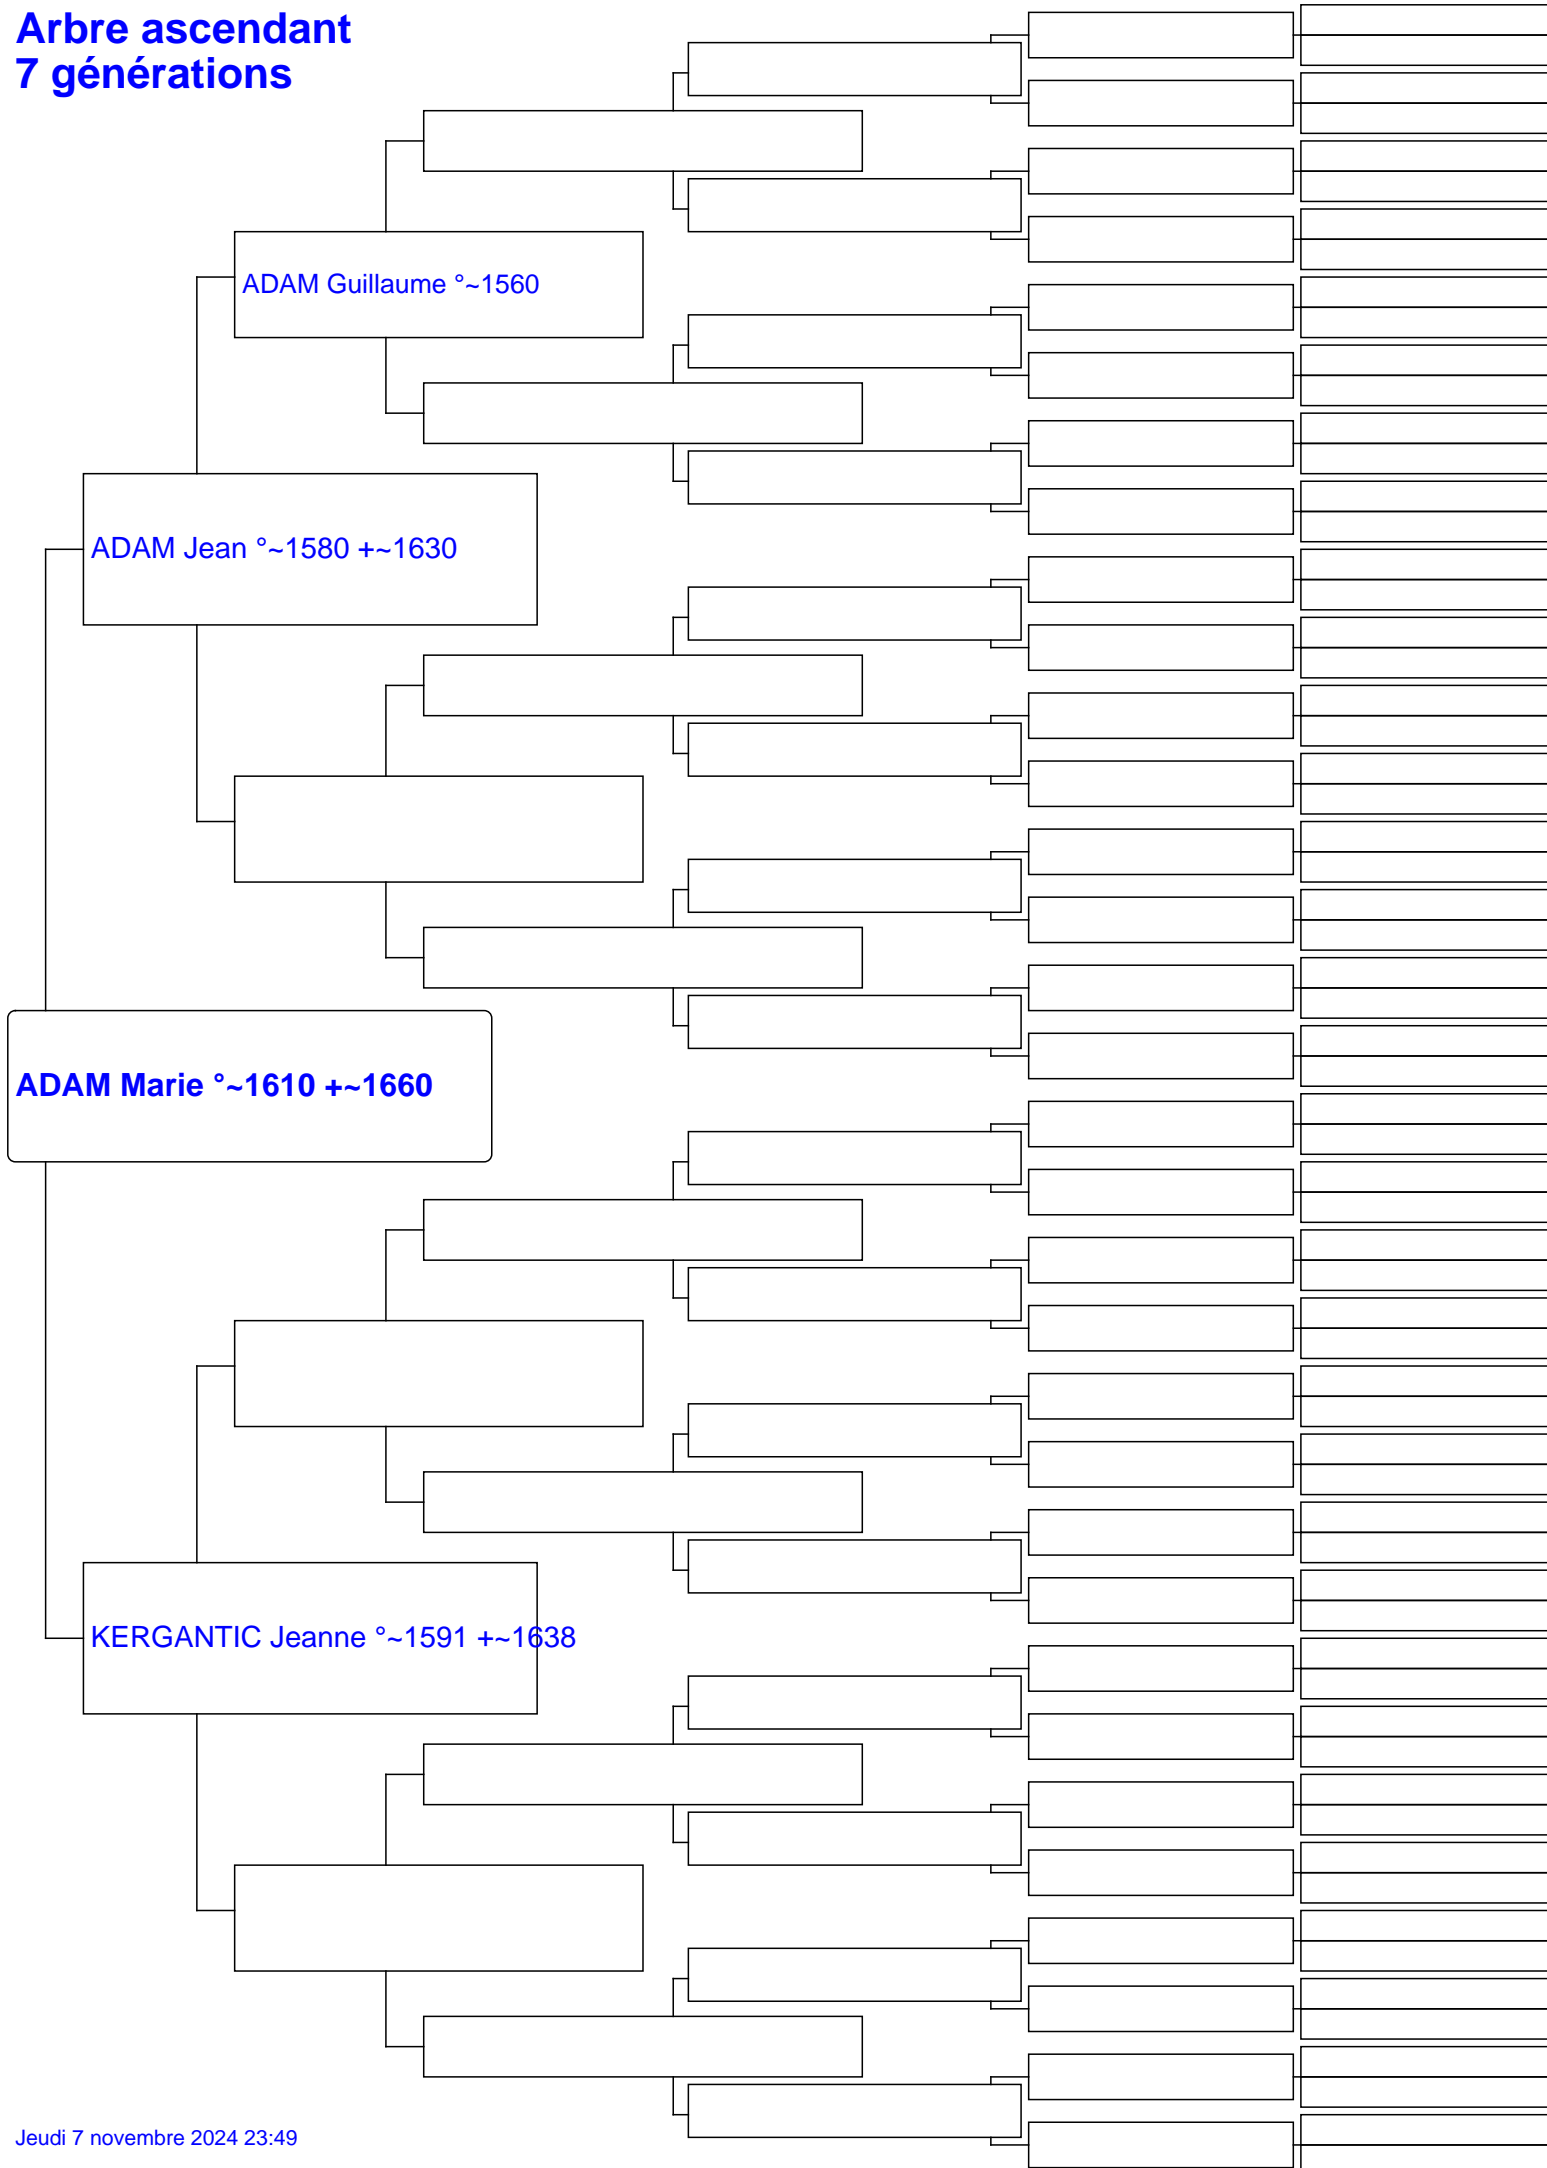 Arbre ascendant
7 générations
ADAM Guillaume °~1560
ADAM Jean °~1580 +~1630
ADAM Marie °~1610 +~1660
KERGANTIC Jeanne °~1591 +~1638
Jeudi 7 novembre 2024 23:49